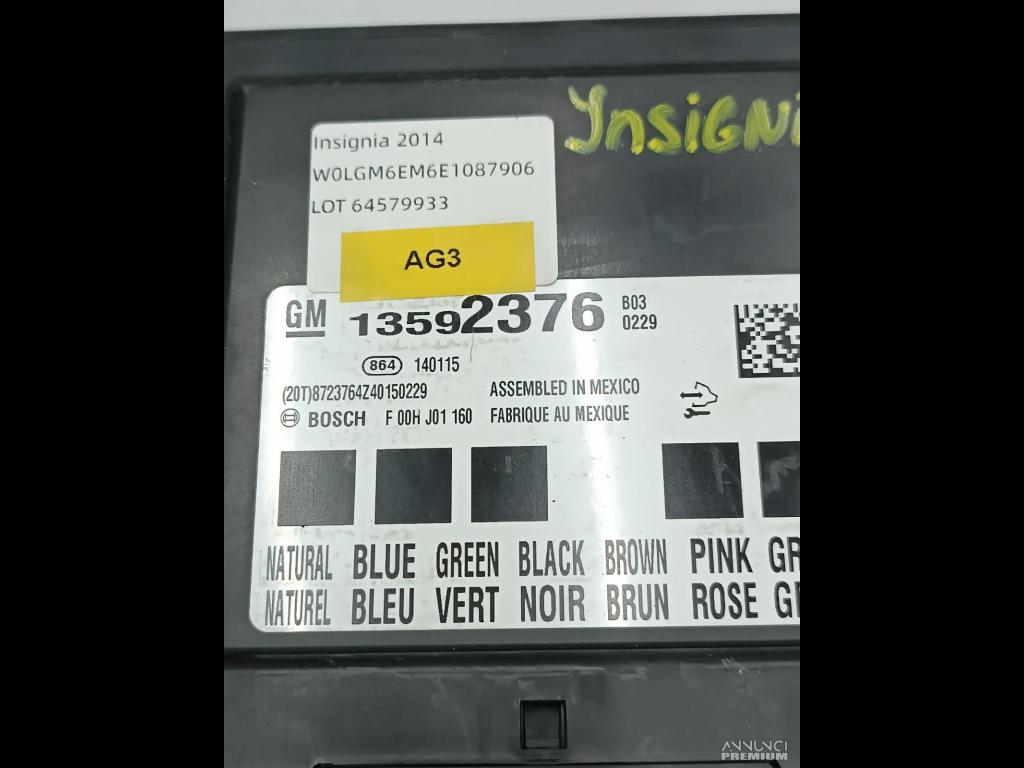 YnSiGNi
Insignia 2014
W0LGM6EM6E1087906
LOT 64579933
AG3
GM 13592376 B03
0229
864 140115
(20T)8723764Z40150229 ASSEMBLED IN MEXICO
BOSCH F 00H J01 160 FABRIQUE AU MEXIQUE
NATURAL BLUE GREEN BLACK BROWN PINK GR
NATUREL BLEU VERT NOIR BRUN ROSE
ANNUNCI
PREMIUM